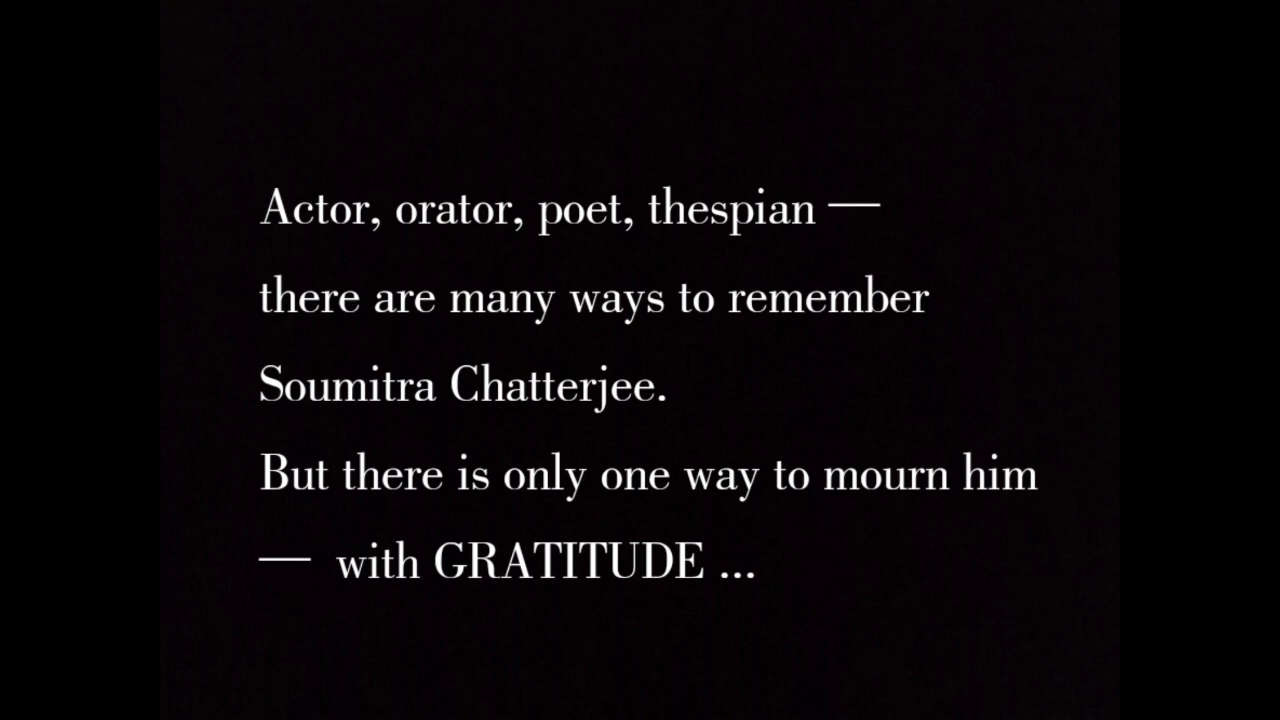 Actor, orator, poet, thespian —
there are many ways to remember
Soumitra Chatterjee.
But there is only one way to mourn him
— with GRATITUDE ...